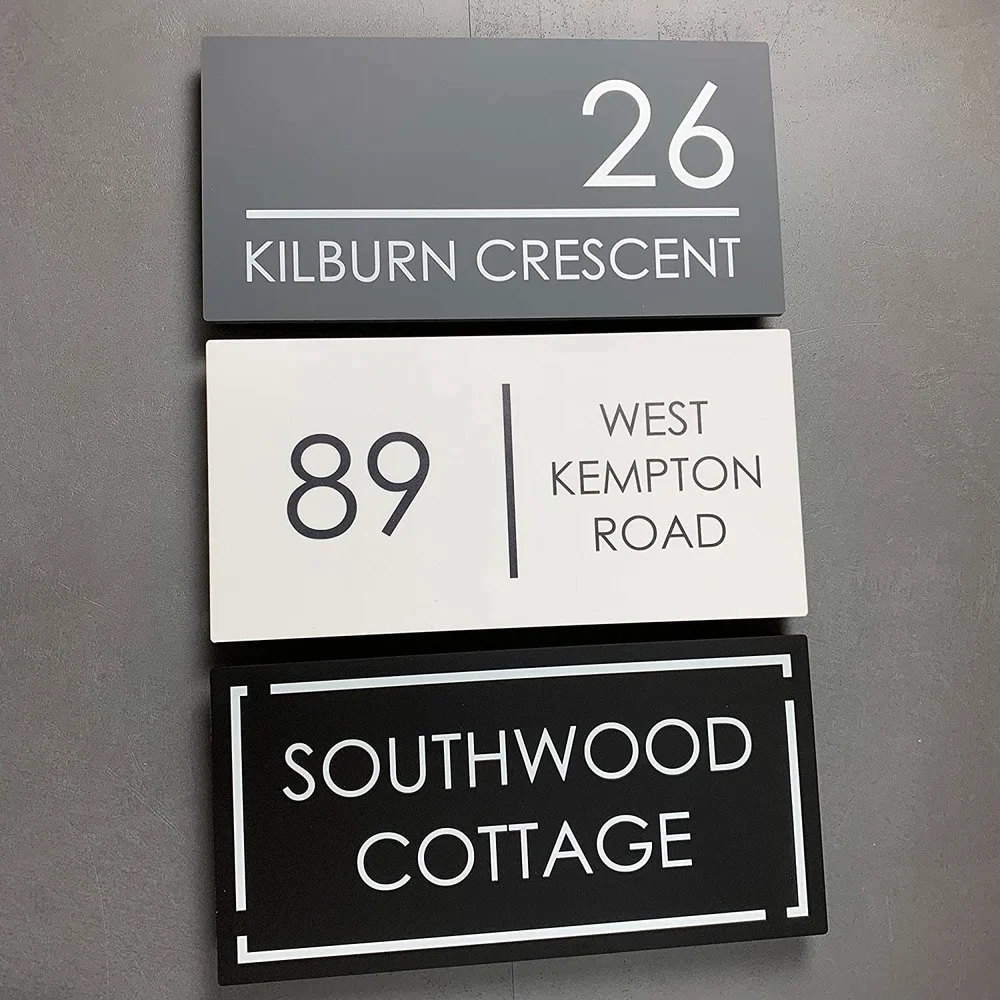 26
KILBURN CRESCENT
89
WEST
KEMPTON
ROAD
SOUTHWOOD
COTTAGE